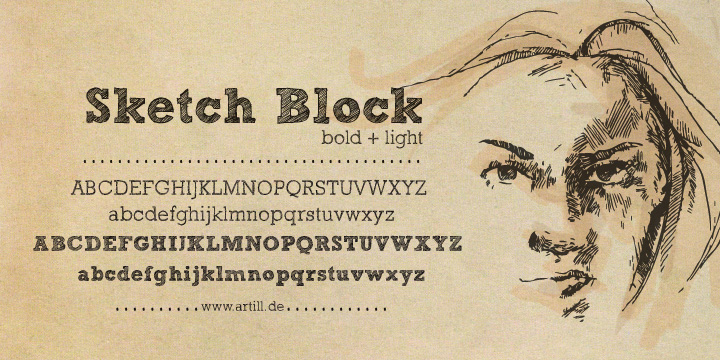 Sketch Block
bold + light
ABCDEFGHIJKLMNOPQRSTUVWXYZ
abcdefghijklmnopqrstuvwxyz
ABCDEFGHIJKLMNOPQRSTUVWXYZ
abcdefghijklmnopqrstuvwxyz
..........www.artill.de............